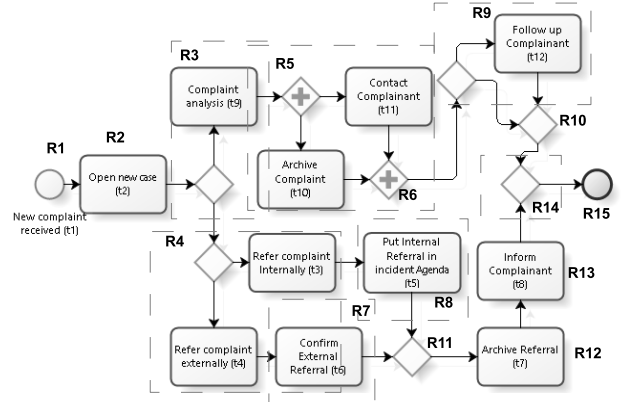 R9
Follow up
Complainant
(t12)
R3
R5
Complaint
analysis (t9)
Contact
Complainant
(t11)
R10
R1
R2
Open new case
(t2)
Archive
Complaint
(t10)
R6
New complaint
received (t1)
R14
R15
R4
Refer complaint
Internally (t3)
Put Internal
Referral in
incident Agenda
(t5)
R8
Inform
Complainant
(t8)
R13
R7
Refer complaint
externally (t4)
Confirm
External
Referral (t6)
R11
Archive Referral
(t7)
R12